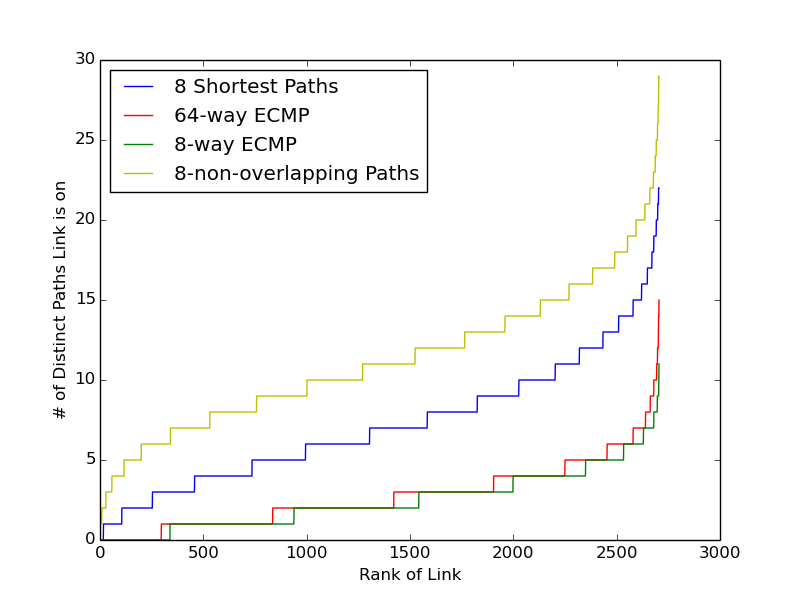 30
25
20
15
10
5
0
# of Distinct Paths Link is on
8 Shortest Paths
64-way ECMP
8-way ECMP
8-non-overlapping Paths
0 500 1000 1500 2000 2500 3000
Rank of Link